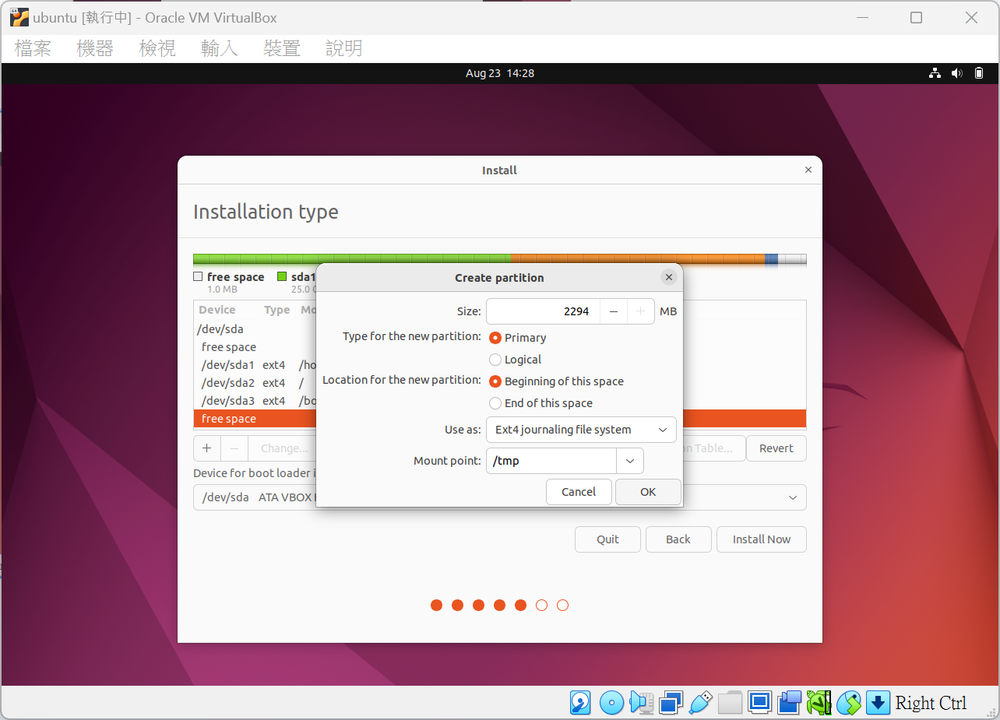 ubuntu [執行中] - Oracle VM VirtualBox
檔案 機器 檢視 輸入 裝置 說明
Aug 23 14:28
Install
Installation type
free space sda1
1.0 MB 25.0
Create partition
Size: 2294 MB
Type for the new partition: Primary
Logical
Location for the new partition: Beginning of this space
End of this space
Use as: Ext4 journaling file system
Mount point: /tmp
Cancel OK
Device Type
/dev/sda
free space
/dev/sda1 ext4 /ho
/dev/sda2 ext4 /
/dev/sda3 ext4 /bo
free space
+ − Change... Table... Revert
Device for boot loader i
/dev/sda ATA VBOX
Quit Back Install Now
Right Ctrl